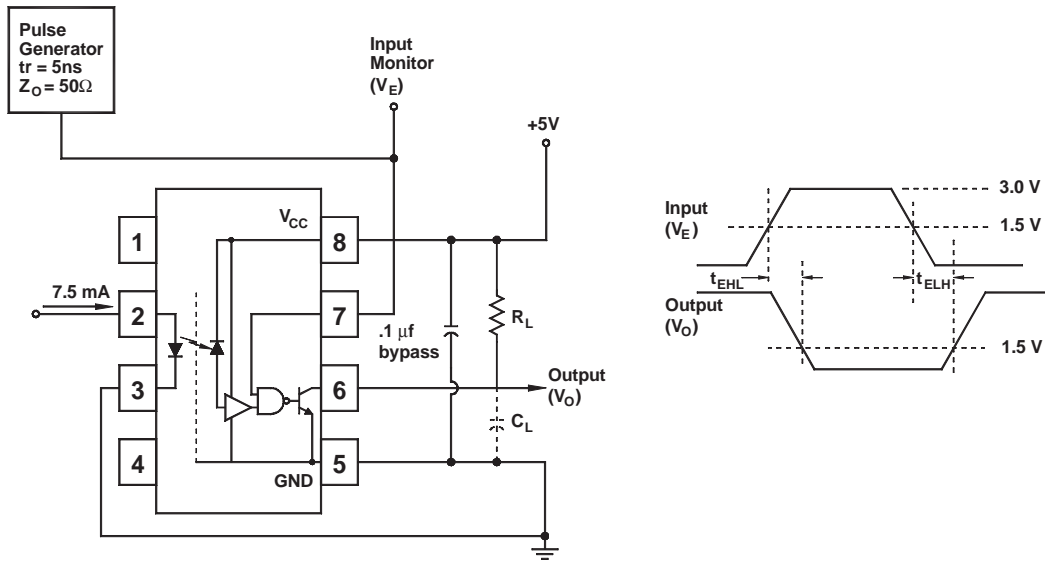 Pulse
Generator
tr = 5ns
ZO = 50Ω
Input
Monitor
(VE)
+5V
VCC
1
8
7.5 mA
2
7
.1 μf
bypass
RL
3
6
Output
(VO)
CL
4
5
GND
Input
(VE)
3.0 V
1.5 V
tEHL
tELH
Output
(VO)
1.5 V